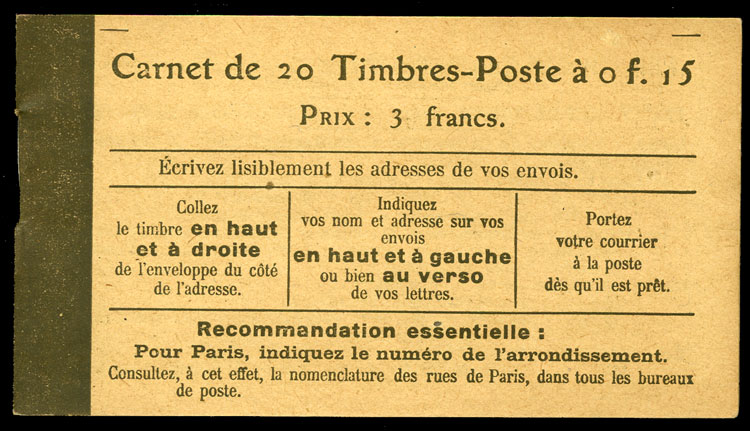 Carnet de 20 Timbres-Poste à 0 f. 15
PRIX : 3 francs.
Écrivez lisiblement les adresses de vos envois.
Collez
le timbre en haut
et à droite
de l'enveloppe du côté
de l'adresse.
Indiquez
vos nom et adresse sur vos
envois
en haut et à gauche
ou bien au verso
de vos lettres.
Portez
votre courrier
à la poste
dès qu'il est prêt.
Recommandation essentielle :
Pour Paris, indiquez le numéro de l'arrondissement.
Consultez, à cet effet, la nomenclature des rues de Paris, dans tous les bureaux
de poste.